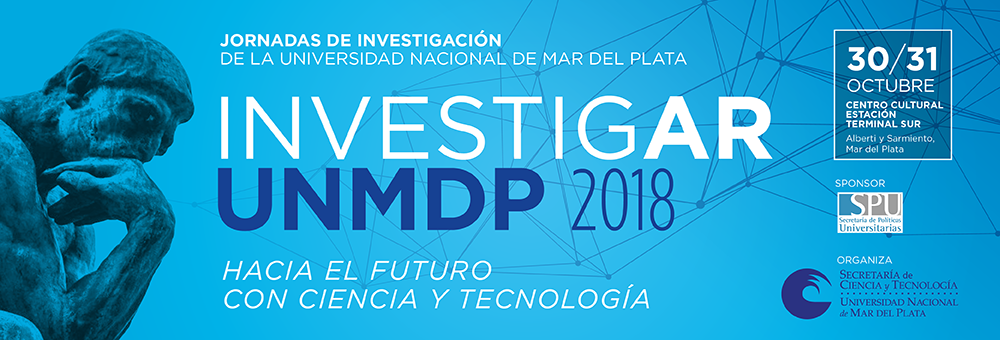 JORNADAS DE INVESTIGACIÓN
DE LA UNIVERSIDAD NACIONAL DE MAR DEL PLATA
INVESTIGAR
UNMDP 2018
HACIA EL FUTURO
CON CIENCIA Y TECNOLOGÍA
30/31
OCTUBRE
CENTRO CULTURAL
ESTACIÓN
TERMINAL SUR
Alberti y Sarmiento,
Mar del Plata
SPONSOR
SPU
Secretaría de Políticas
Universitarias
ORGANIZA
SECRETARÍA de
CIENCIA y TECNOLOGÍA
UNIVERSIDAD NACIONAL
de MAR DEL PLATA